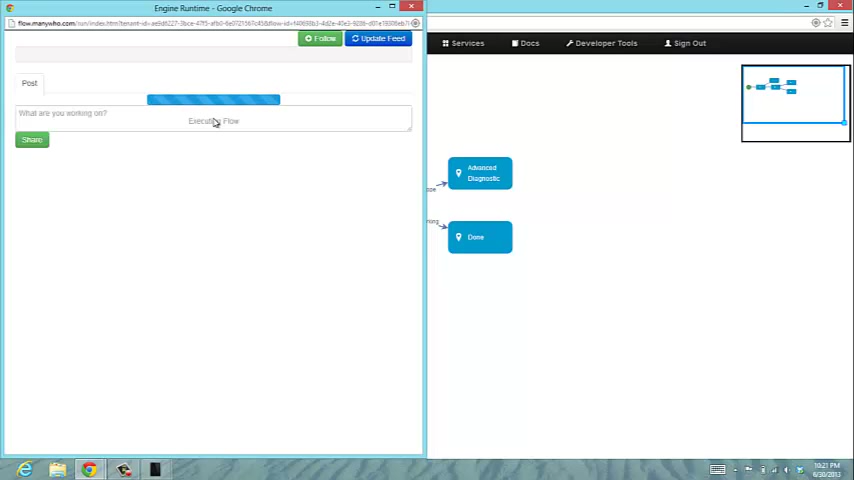 Engine Runtime - Google Chrome
Follow
Update Feed
Post
What are you working on?
Executing Flow
Share
Services
Docs
Developer Tools
Sign Out
Advanced
Diagnostic
Done
10:21 PM
6/30/2013